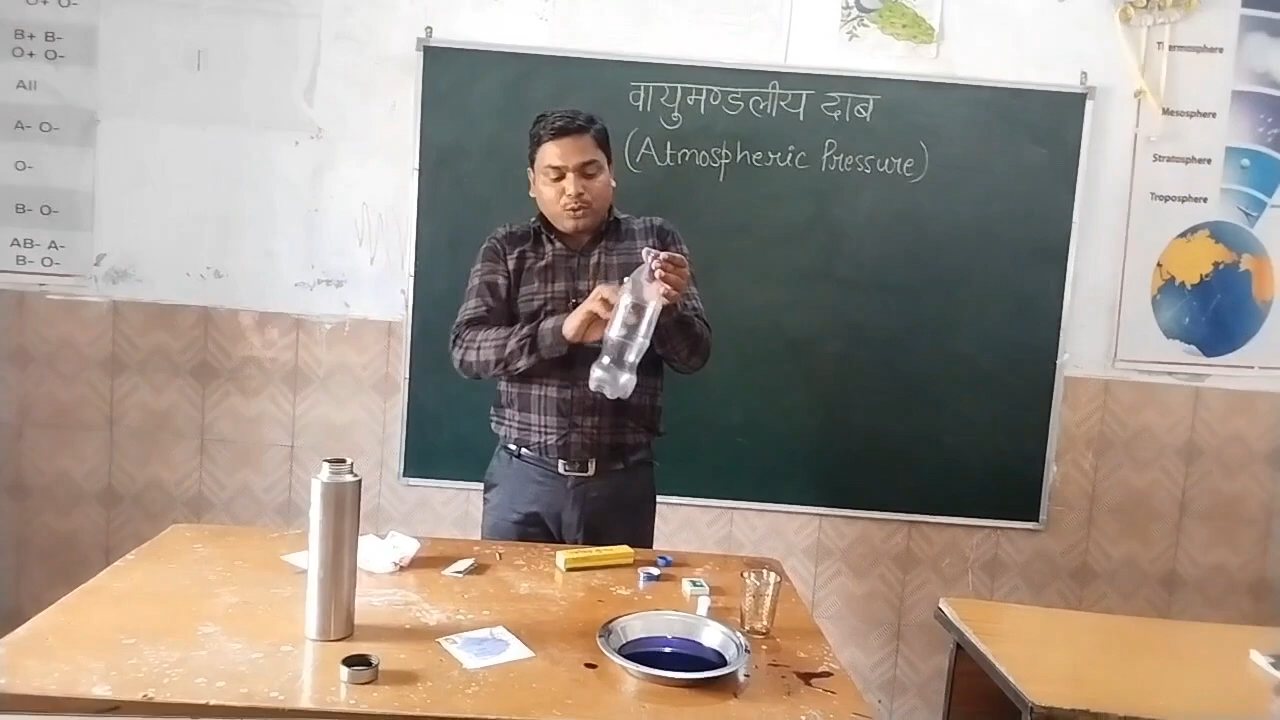 O+ O-
B+ B-
O+ O-
All
A- O-
O-
B- O-
AB- A-
B- O-
वायुमण्डलीय दाब
(Atmospheric Pressure)
Thermosphere
Mesosphere
Stratosphere
Troposphere